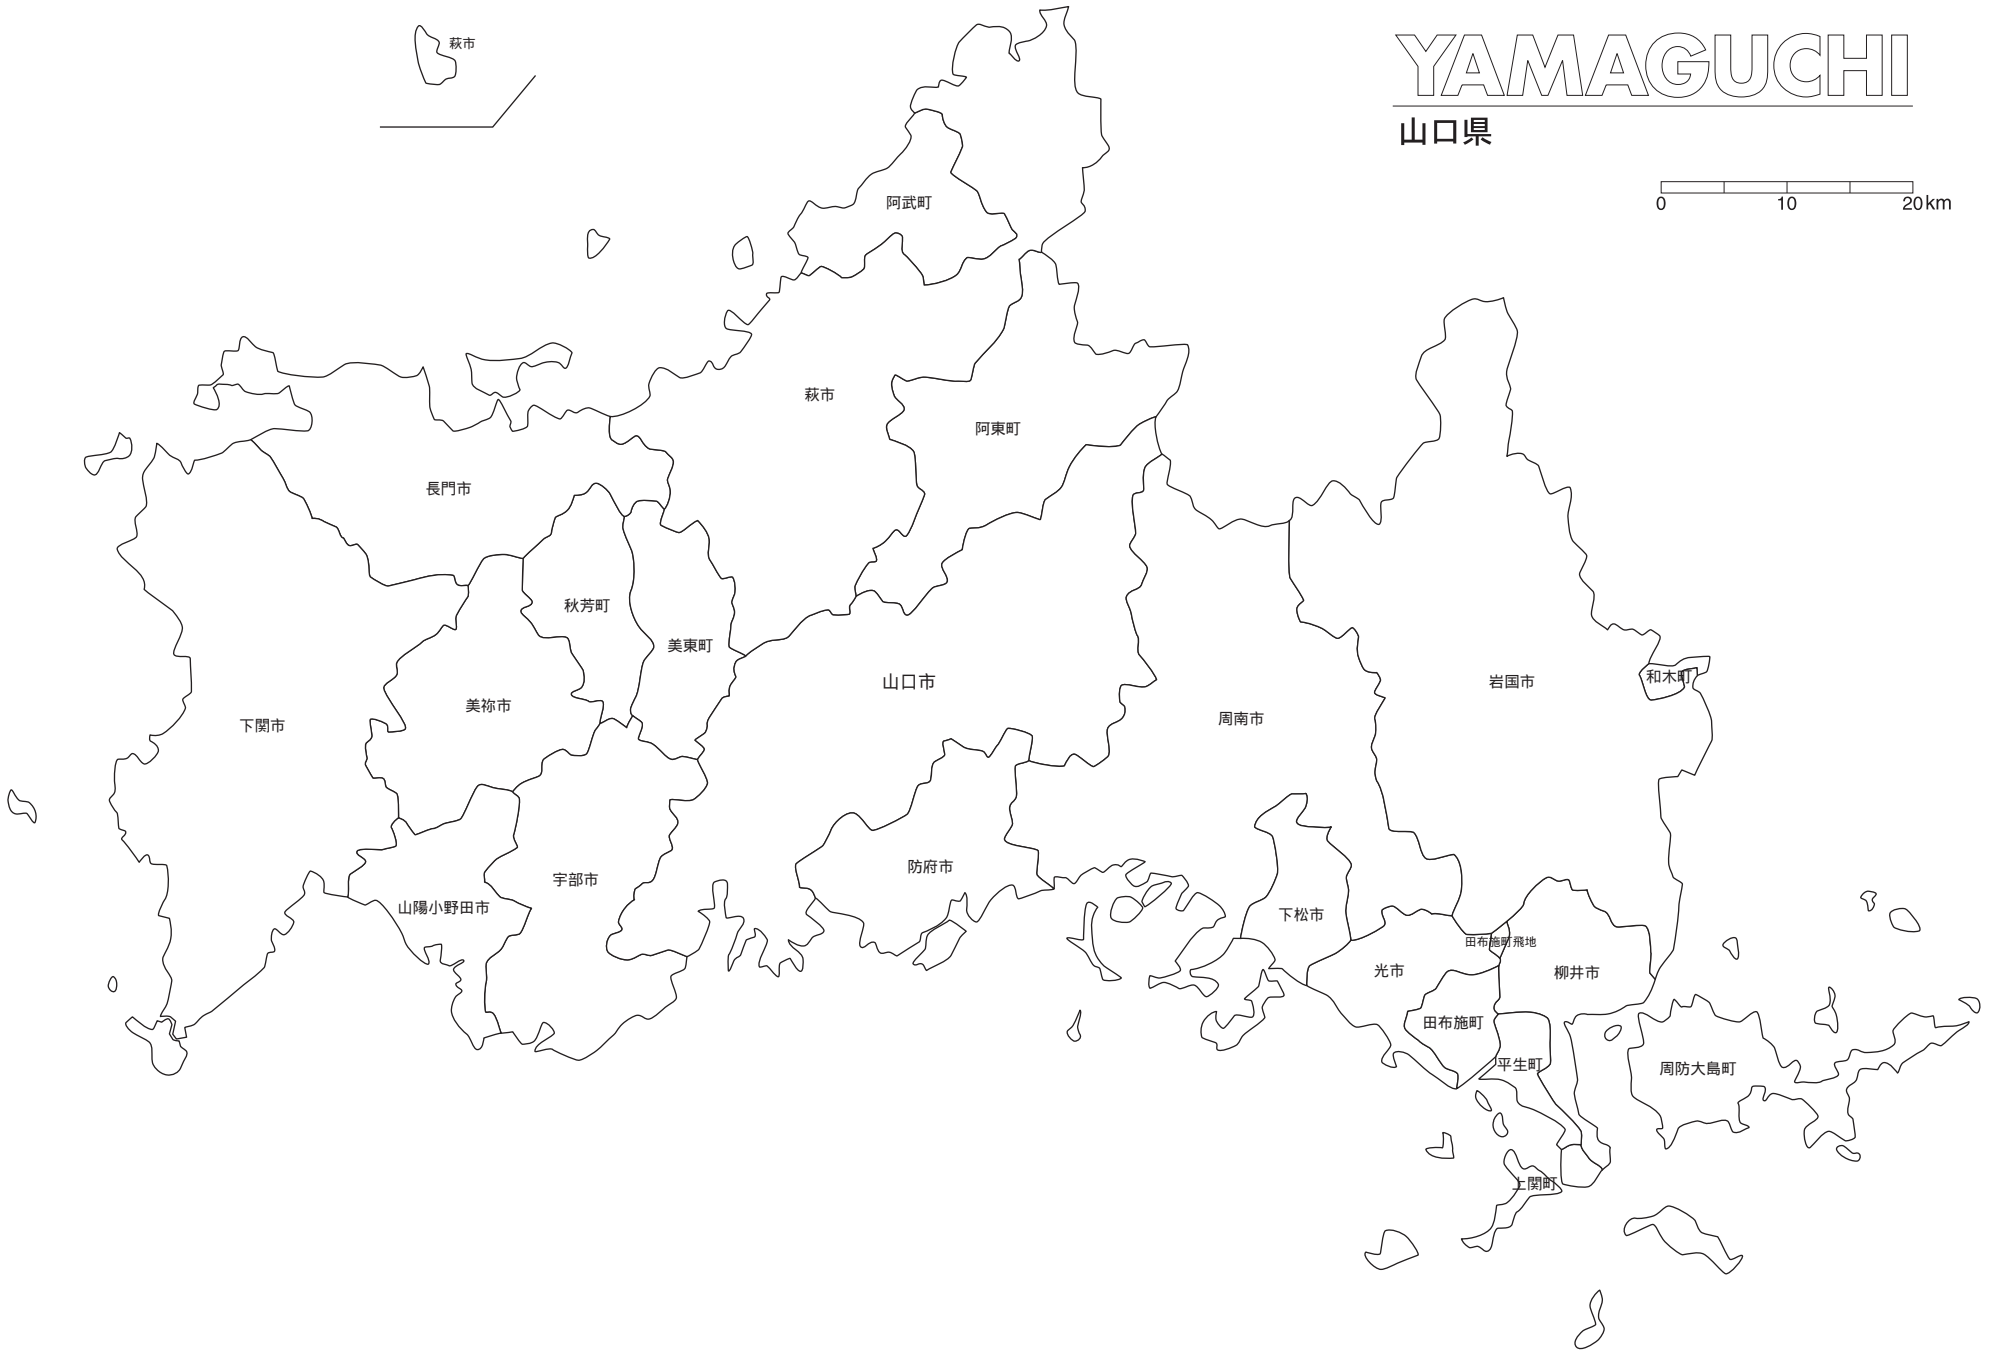 萩市
YAMAGUCHI
山口県
0 10 20km
阿武町
萩市
阿東町
長門市
秋芳町
美東町
山口市
岩国市
和木町
美祢市
周南市
下関市
防府市
宇部市
山陽小野田市
下松市
田布施町飛地
光市
柳井市
田布施町
平生町
周防大島町
上関町